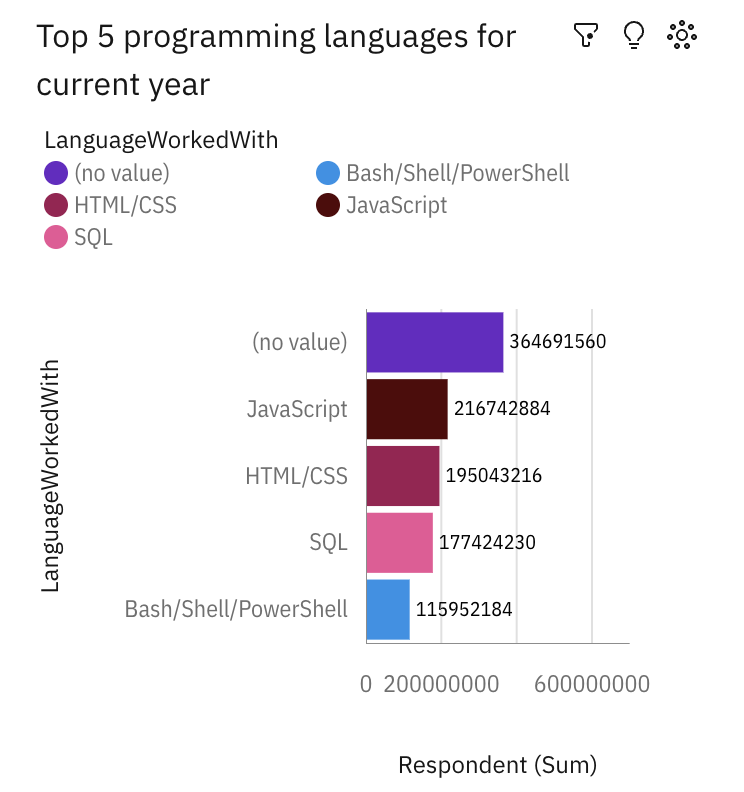 Top 5 programming languages for
current year
LanguageWorkedWith
(no value)
Bash/Shell/PowerShell
HTML/CSS
JavaScript
SQL
LanguageWorkedWith
(no value)
364691560
JavaScript
216742884
HTML/CSS
195043216
SQL
177424230
Bash/Shell/PowerShell
115952184
0 200000000 600000000
Respondent (Sum)